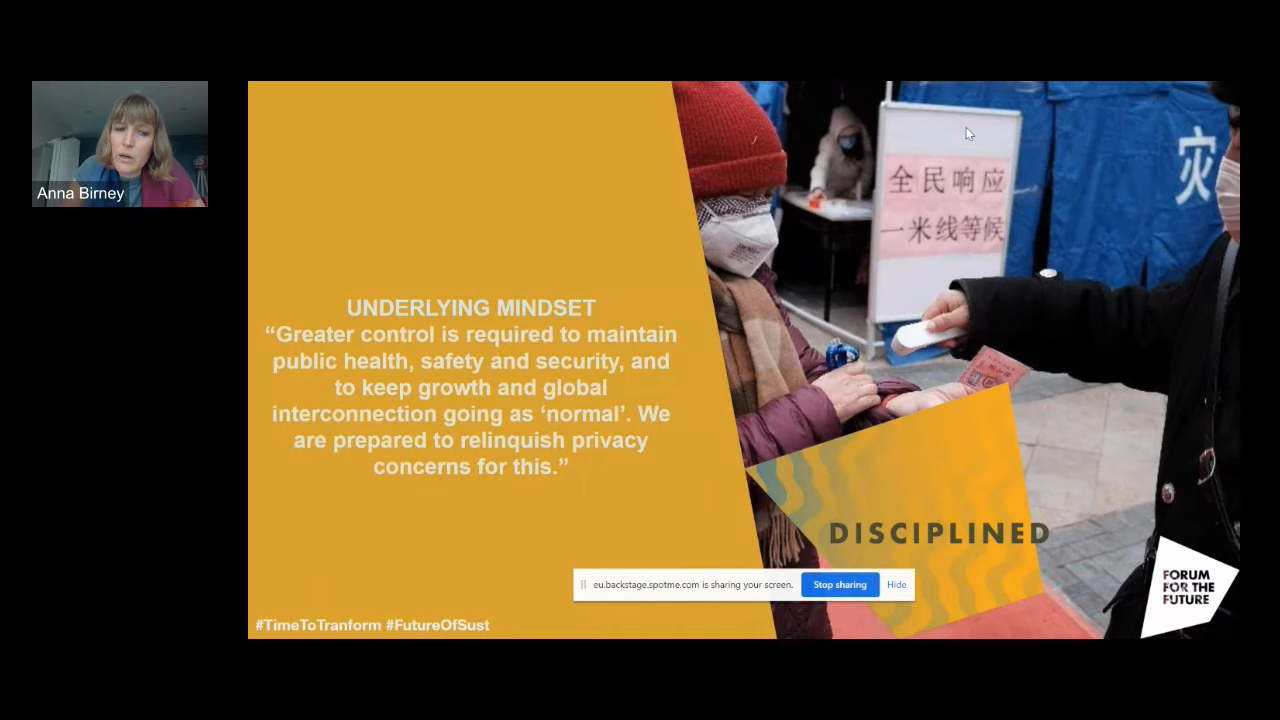 Anna Birney
UNDERLYING MINDSET
“Greater control is required to maintain
public health, safety and security, and
to keep growth and global
interconnection going as ‘normal’. We
are prepared to relinquish privacy
concerns for this.”
全民响应
一米线等候
灾
DISCIPLINED
eu.backstage.spotme.com is sharing your screen.
Stop sharing
Hide
FORUM
FOR THE
FUTURE
#TimeToTranform #FutureOfSust